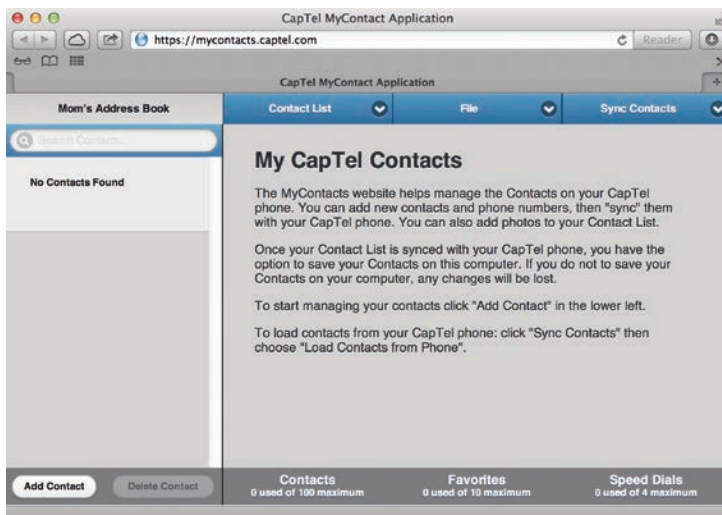 CapTel MyContact Application
https://mycontacts.captel.com
Reader
CapTel MyContact Application
Mom's Address Book
Contact List
File
Sync Contacts
Search Contacts...
No Contacts Found
My CapTel Contacts
The MyContacts website helps manage the Contacts on your CapTel
phone. You can add new contacts and phone numbers, then "sync" them
with your CapTel phone. You can also add photos to your Contact List.
Once your Contact List is synced with your CapTel phone, you have the
option to save your Contacts on this computer. If you do not to save your
Contacts on your computer, any changes will be lost.
To start managing your contacts click "Add Contact" in the lower left.
To load contacts from your CapTel phone: click "Sync Contacts" then
choose "Load Contacts from Phone".
Add Contact
Delete Contact
Contacts
0 used of 100 maximum
Favorites
0 used of 10 maximum
Speed Dials
0 used of 4 maximum